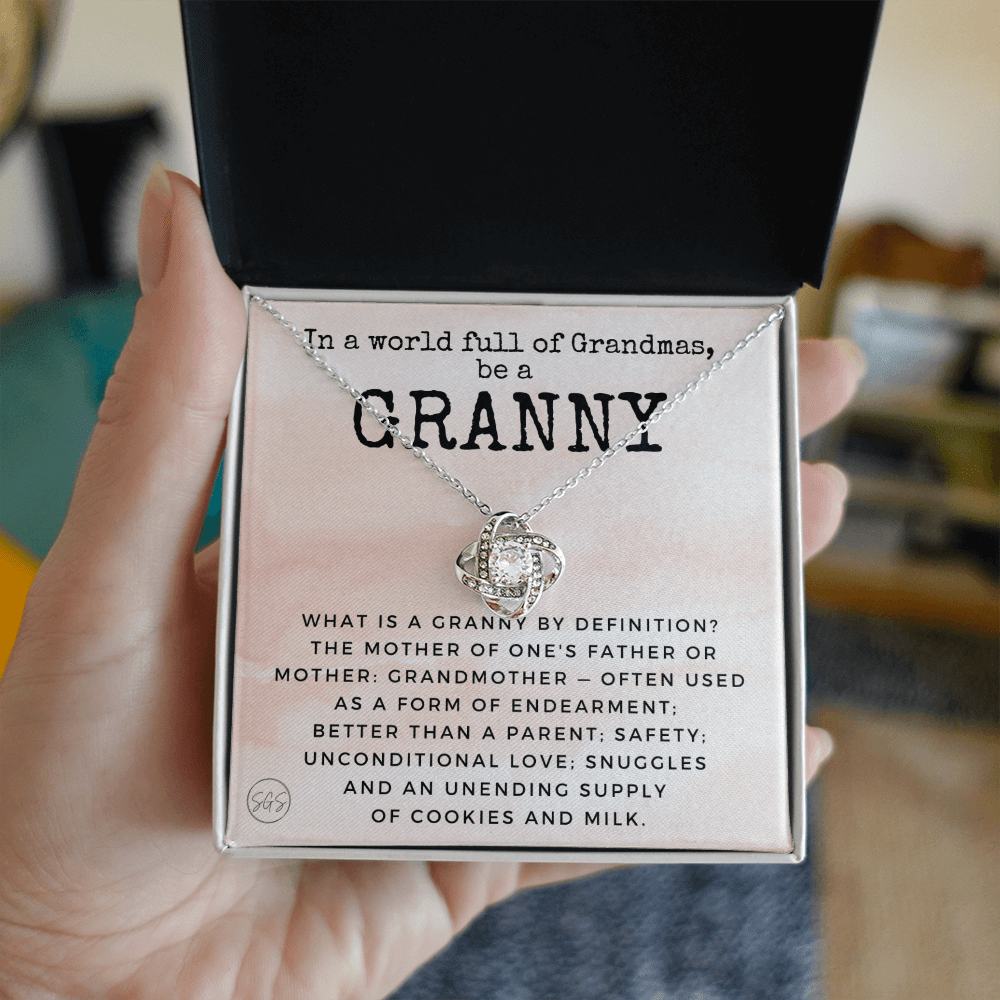 In a world full of Grandmas,
be a
GRANNY
WHAT IS A GRANNY BY DEFINITION?
THE MOTHER OF ONE'S FATHER OR
MOTHER: GRANDMOTHER — OFTEN USED
AS A FORM OF ENDEARMENT;
BETTER THAN A PARENT; SAFETY;
UNCONDITIONAL LOVE; SNUGGLES
AND AN UNENDING SUPPLY
OF COOKIES AND MILK.
SGS